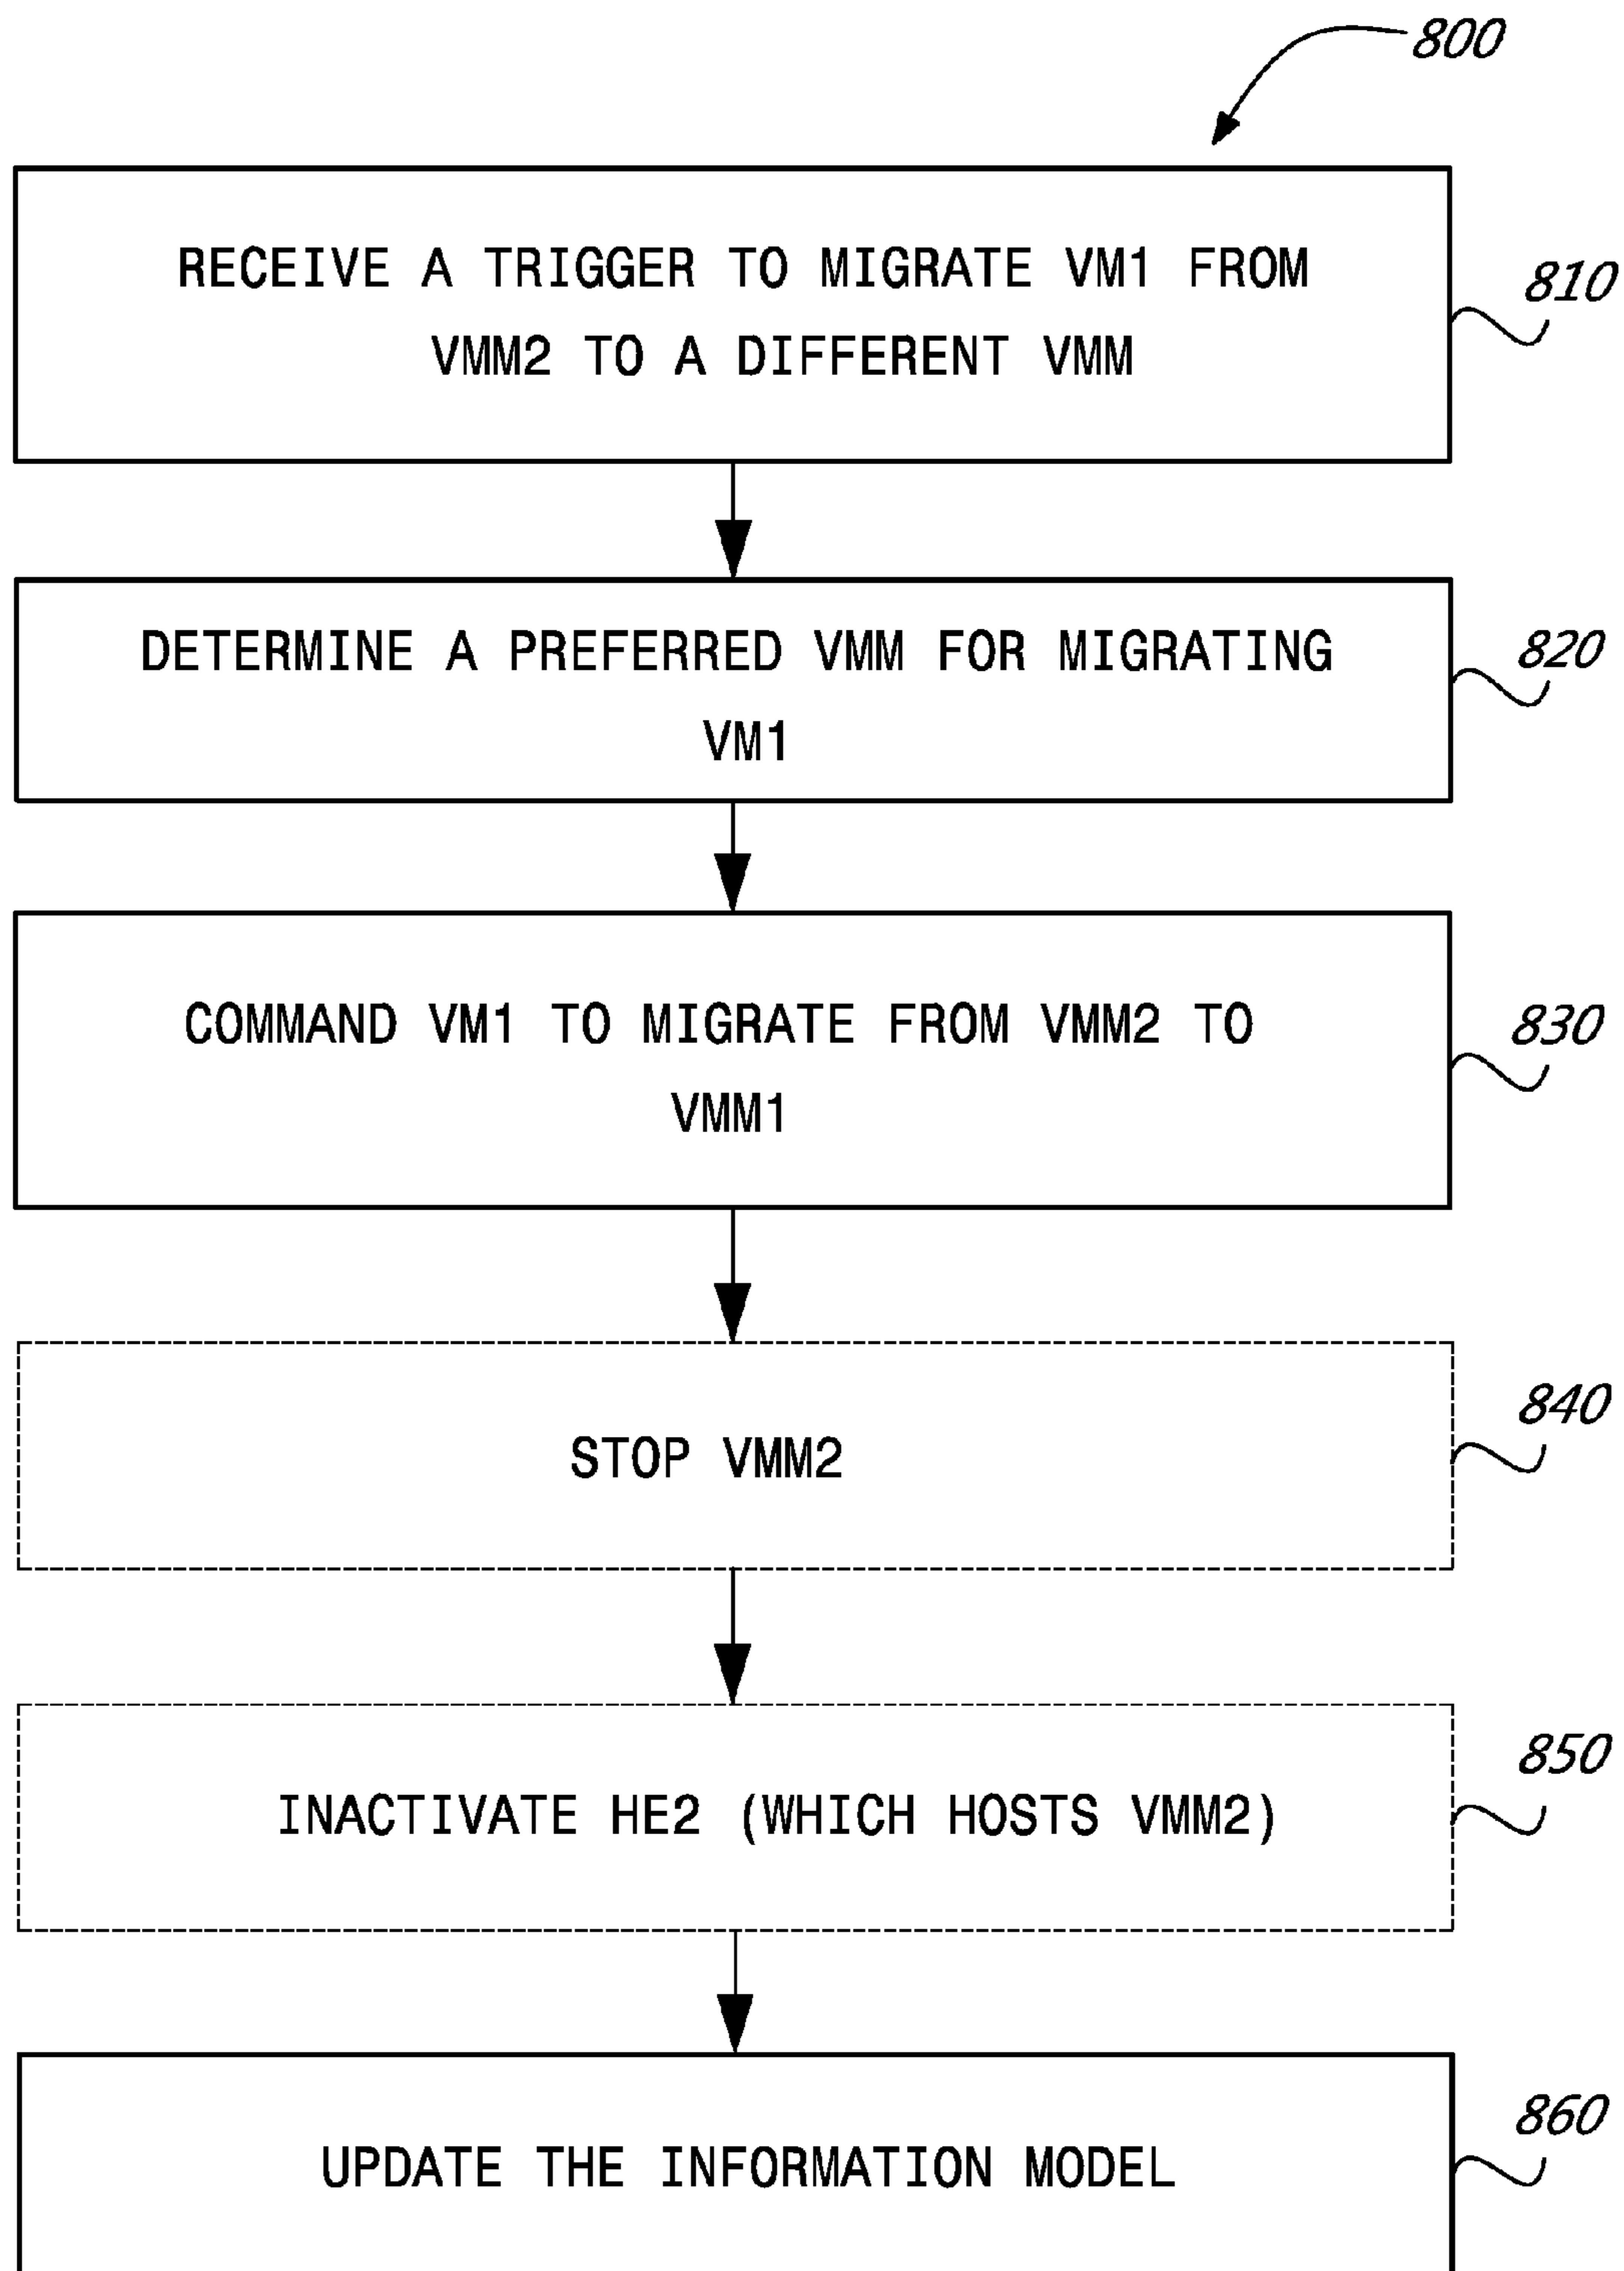 800
RECEIVE A TRIGGER TO MIGRATE VM1 FROM
VMM2 TO A DIFFERENT VMM
810
DETERMINE A PREFERRED VMM FOR MIGRATING
VM1
820
COMMAND VM1 TO MIGRATE FROM VMM2 TO
VMM1
830
STOP VMM2
840
INACTIVATE HE2 (WHICH HOSTS VMM2)
850
UPDATE THE INFORMATION MODEL
860